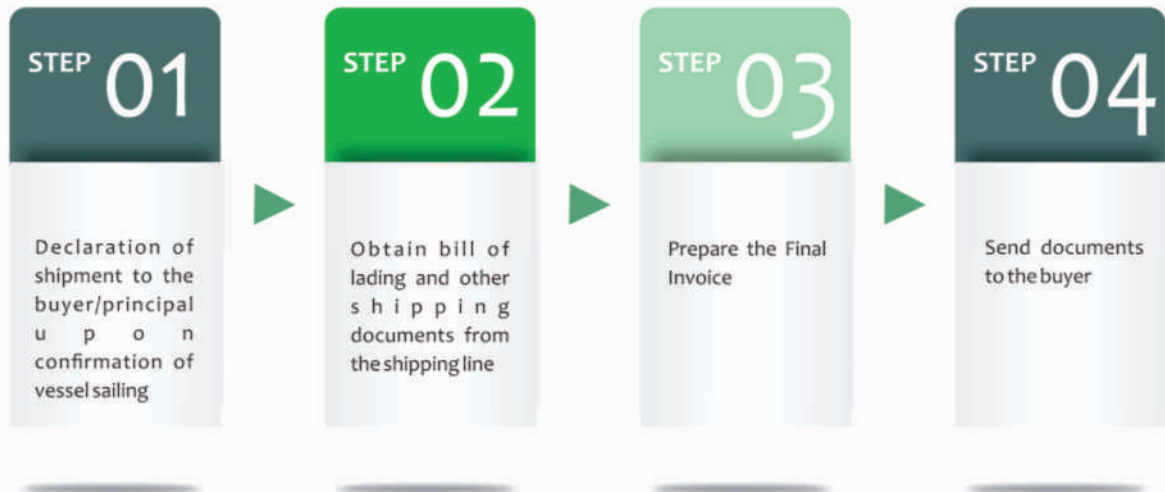 STEP 01
Declaration of
shipment to the
buyer/principal
upon
confirmation of
vessel sailing
STEP 02
Obtain bill of
lading and other
shipping
documents from
the shipping line
STEP 03
Prepare the Final
Invoice
STEP 04
Send documents
to the buyer